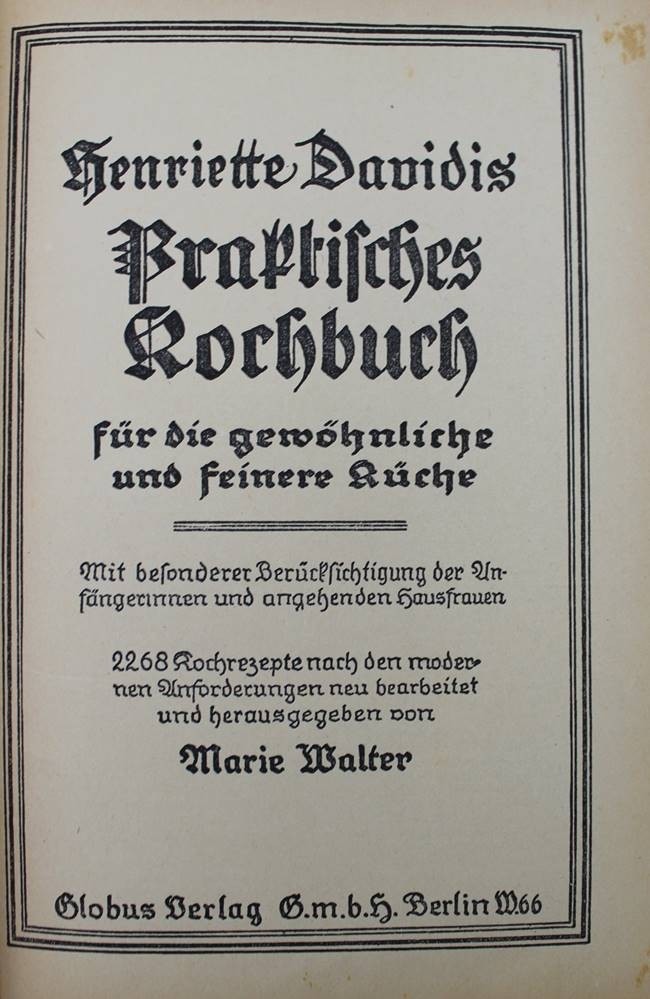 Henriette Davidis
Praktiſches
Kochbuch
für die gewöhnliche
und feinere Küche
Mit beſonderer Berückſichtigung der An-
fängerinnen und angehenden Hausfrauen
2268 Kochrezepte nach den moder-
nen Anforderungen neu bearbeitet
und herausgegeben von
Marie Walter
Globus Verlag G.m.b.H. Berlin W.66